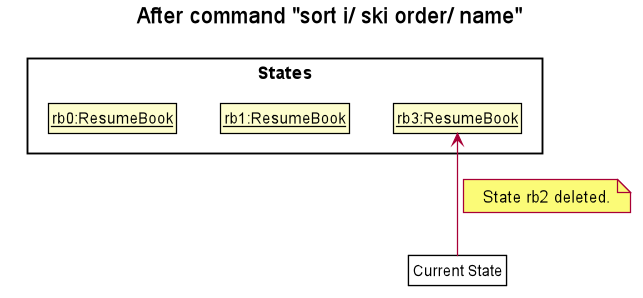 After command "sort i/ ski order/ name"
States
rb0:ResumeBook
rb1:ResumeBook
rb3:ResumeBook
State rb2 deleted.
Current State